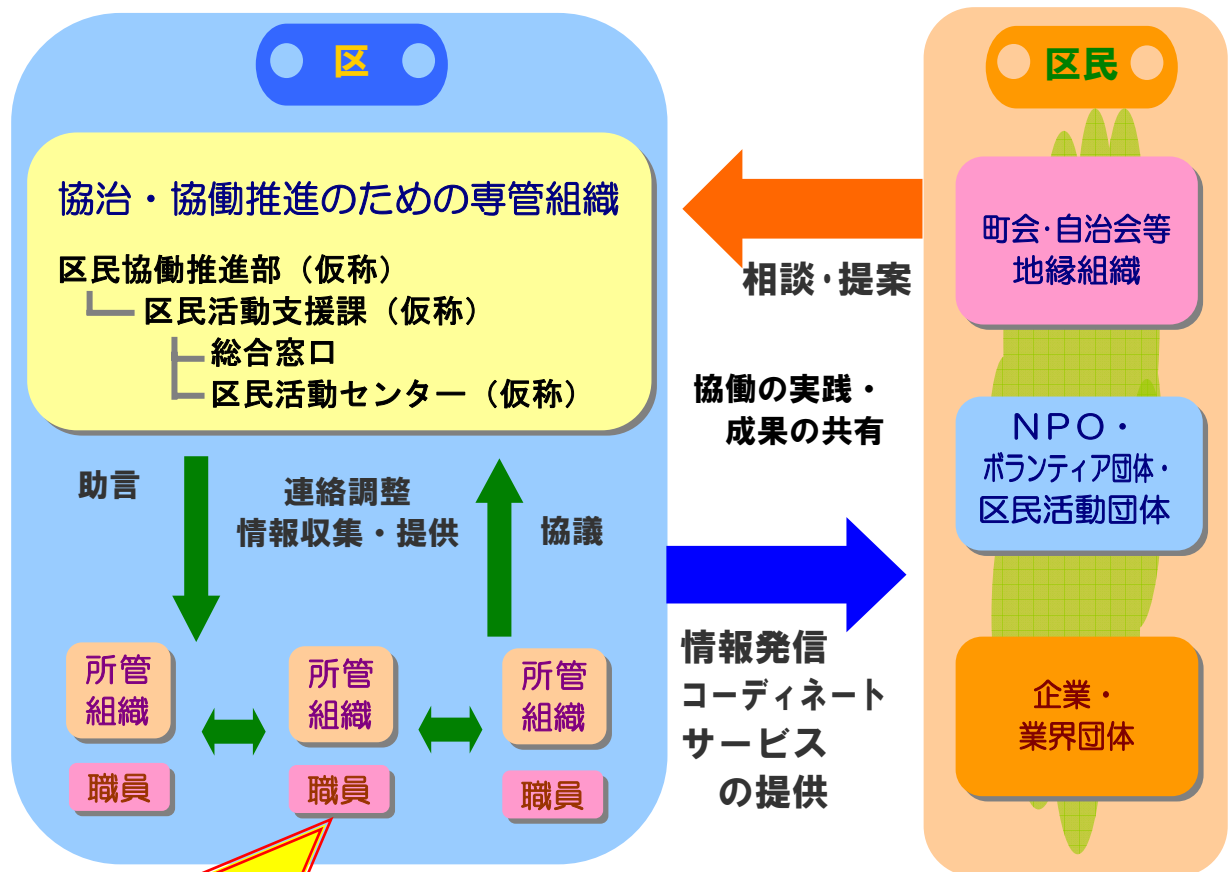 区
協治・協働推進のための専管組織
区民協働推進部（仮称）
区民活動支援課（仮称）
総合窓口
区民活動センター（仮称）
助言
連絡調整
情報収集・提供
協議
所管
組織
所管
組織
所管
組織
職員
職員
職員
相談・提案
協働の実践・
成果の共有
情報発信
コーディネート
サービス
の提供
区民
町会・自治会等
地縁組織
NPO・
ボランティア団体・
区民活動団体
企業・
業界団体